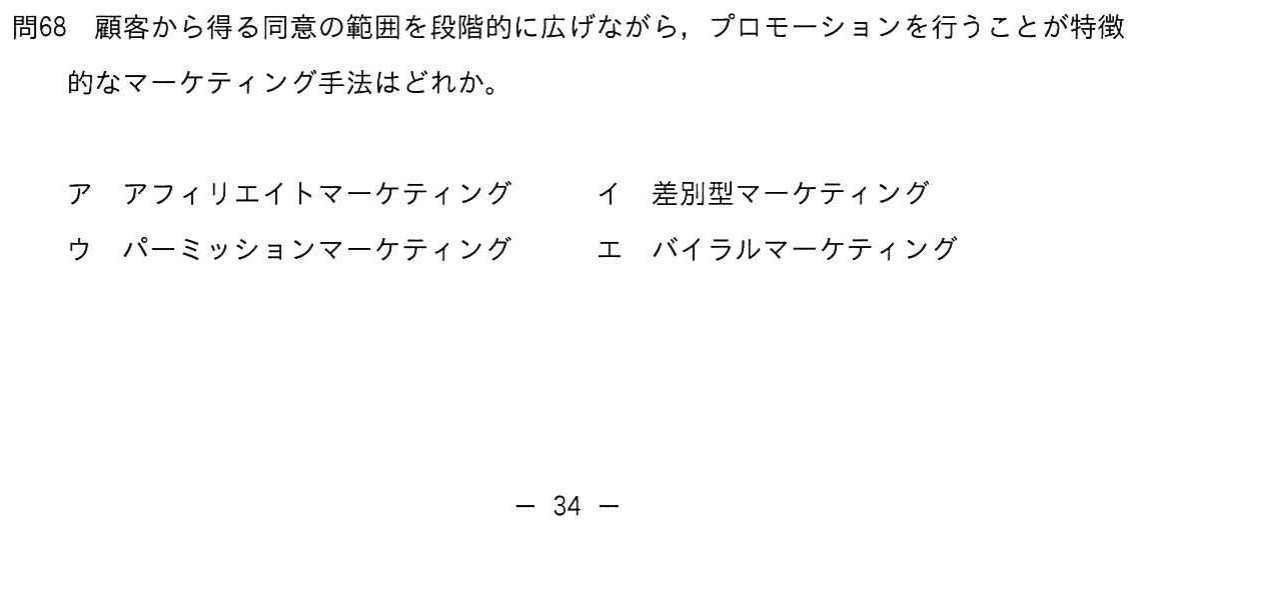 問68　顧客から得る同意の範囲を段階的に広げながら，プロモーションを行うことが特徴
的なマーケティング手法はどれか。
ア　アフィリエイトマーケティング　　　イ　差別型マーケティング
ウ　パーミッションマーケティング　　　エ　バイラルマーケティング
－ 34 －